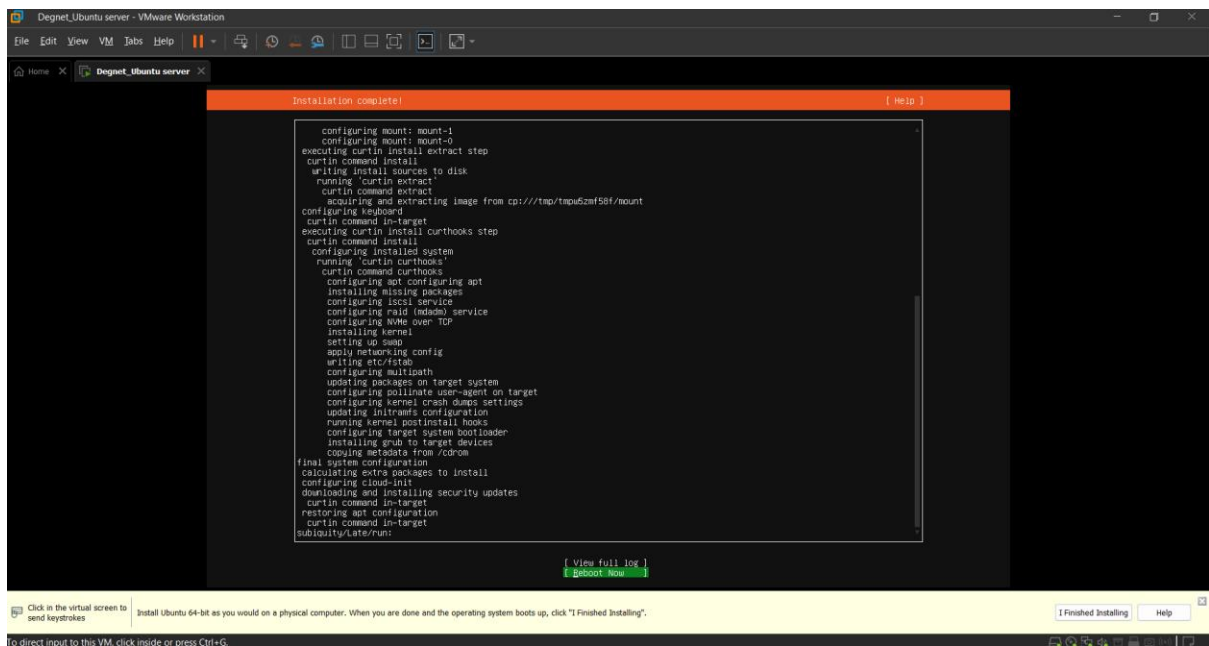 Degnet_Ubuntu server - VMware Workstation
File Edit View VM Tabs Help
Home Degnet_Ubuntu server
Installation complete! [ Help ]
configuring mount: mount-1
configuring mount: mount-0
executing curtin install extract step
curtin command install
writing install sources to disk
running 'curtin extract'
curtin command extract
acquiring and extracting image from cp:///tmp/tmpw5zmf58f/mount
configuring keyboard
curtin command in-target
executing curtin install curthooks step
curtin command install
configuring installed system
running 'curtin curthooks'
curtin command curthooks
configuring apt configuring apt
installing missing packages
configuring iscsi service
configuring raid (mdadm) service
configuring NVMe over TCP
installing kernel
setting up swap
apply networking config
writing etc/fstab
configuring multipath
updating packages on target system
configuring pollinate user-agent on target
configuring kernel crash dumps settings
updating initramfs configuration
running kernel postinstall hooks
configuring target system bootloader
installing grub to target devices
copying metadata from /cdrom
final system configuration
calculating extra packages to install
configuring cloud-init
downloading and installing security updates
curtin command in-target
restoring apt configuration
curtin command in-target
subiquity/Late/run:
[ View full log ]
[ Reboot Now ]
Click in the virtual screen to send keystrokes
Install Ubuntu 64-bit as you would on a physical computer. When you are done and the operating system boots up, click "I Finished Installing".
I Finished Installing Help
To direct input to this VM, click inside or press Ctrl+G.